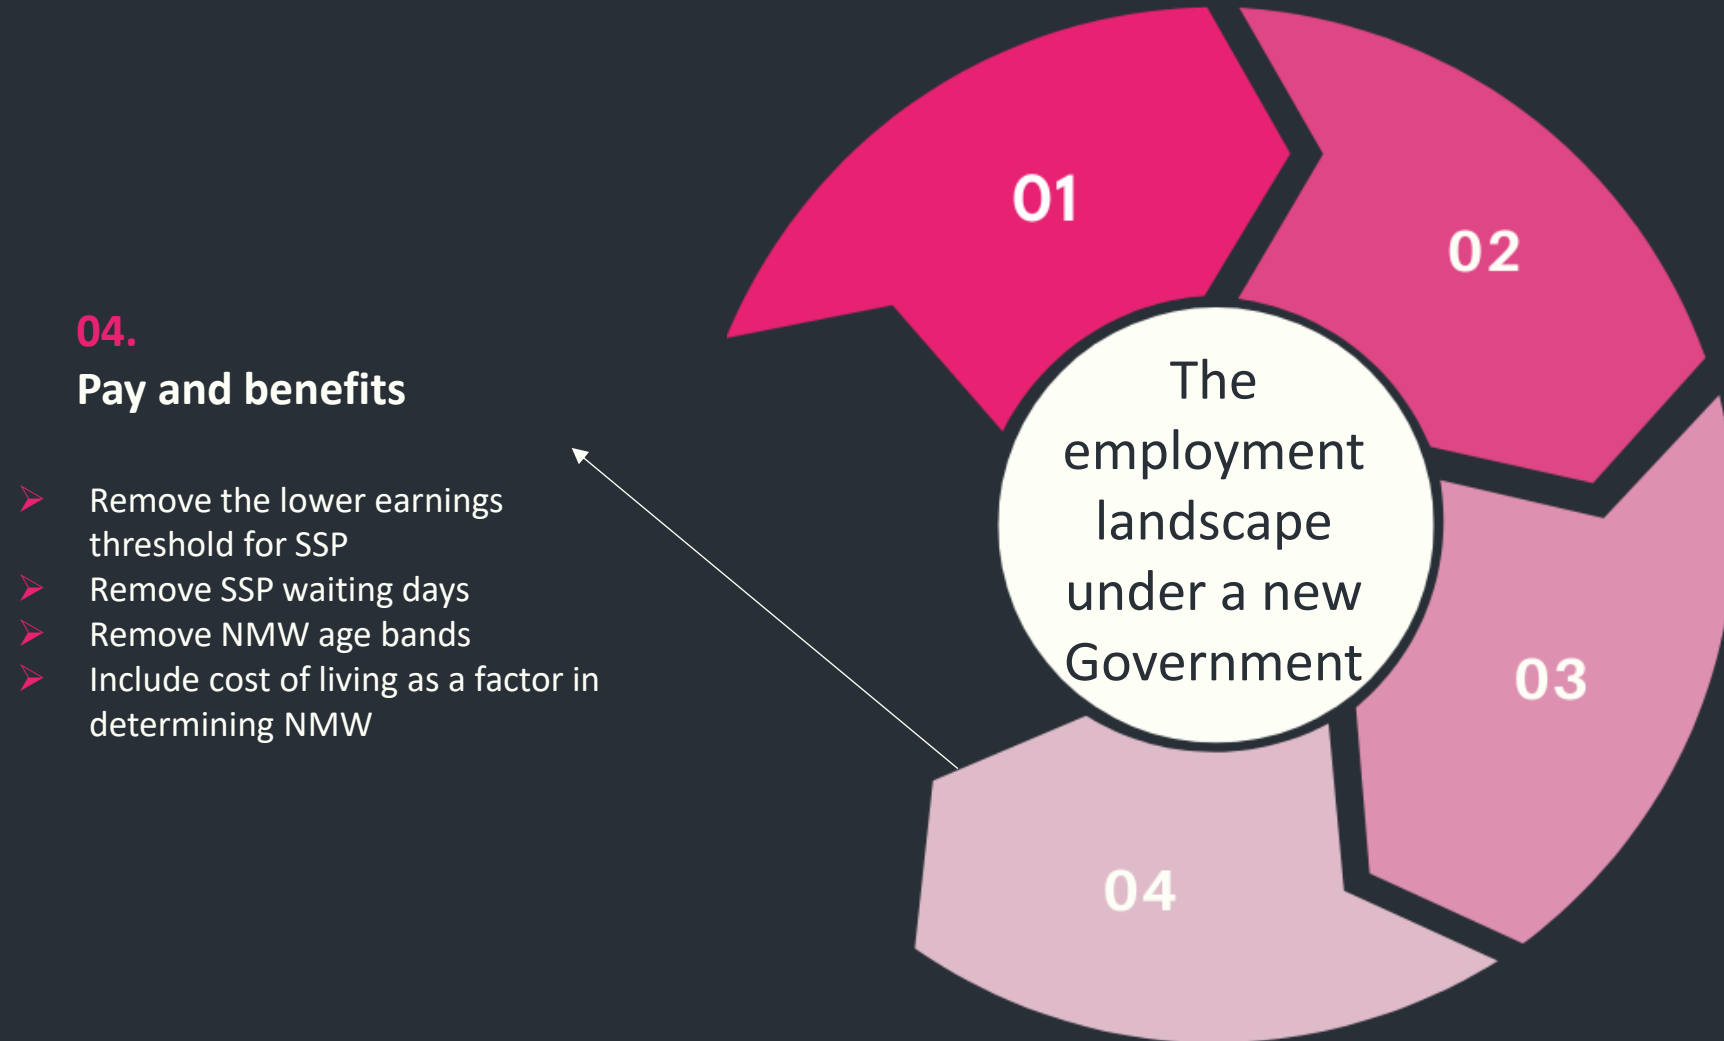 04.
Pay and benefits
Remove the lower earnings
threshold for SSP
Remove SSP waiting days
Remove NMW age bands
Include cost of living as a factor in
determining NMW
01
02
The
employment
landscape
under a new
Government
03
04